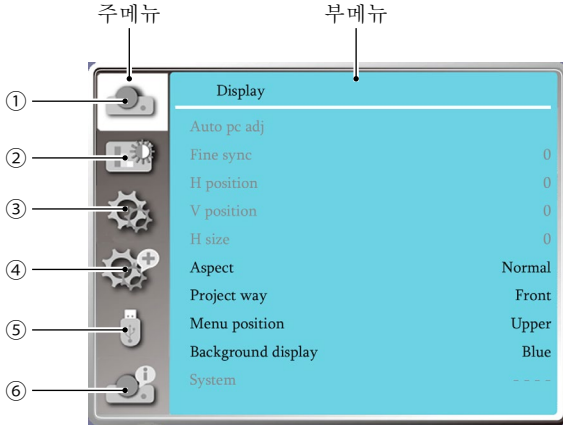 주메뉴 부메뉴
① Display
Auto pc adj
② Fine sync 0
H position 0
③ V position 0
H size 0
④ Aspect Normal
Project way Front
⑤ Menu position Upper
Background display Blue
⑥ System - - - -